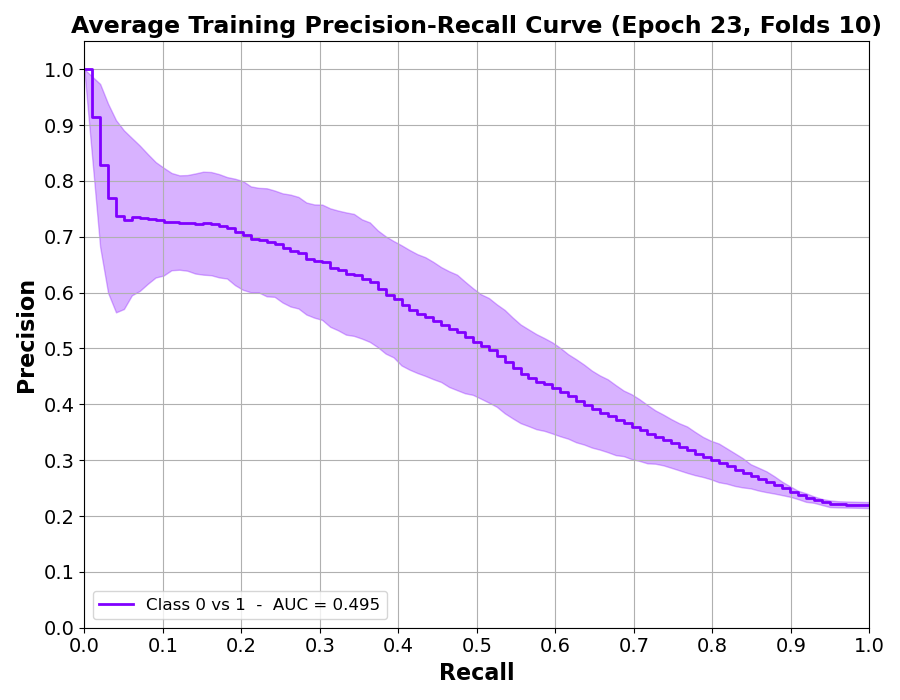 Average Training Precision-Recall Curve (Epoch 23, Folds 10)
1.0
0.9
0.8
0.7
0.6
0.5
0.4
0.3
0.2
0.1
0.0
Precision
Class 0 vs 1 - AUC = 0.495
0.0 0.1 0.2 0.3 0.4 0.5 0.6 0.7 0.8 0.9 1.0
Recall